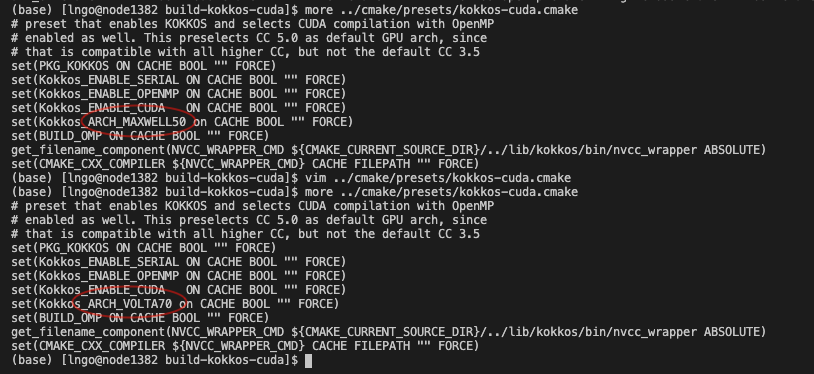 (base) [lngo@node1382 build-kokkos-cuda]$ more ../cmake/presets/kokkos-cuda.cmake
# preset that enables KOKKOS and selects CUDA compilation with OpenMP
# enabled as well. This preselects CC 5.0 as default GPU arch, since
# that is compatible with all higher CC, but not the default CC 3.5
set(PKG_KOKKOS ON CACHE BOOL "" FORCE)
set(Kokkos_ENABLE_SERIAL ON CACHE BOOL "" FORCE)
set(Kokkos_ENABLE_OPENMP ON CACHE BOOL "" FORCE)
set(Kokkos_ENABLE_CUDA   ON CACHE BOOL "" FORCE)
set(Kokkos_ARCH_MAXWELL50 on CACHE BOOL "" FORCE)
set(BUILD_OMP ON CACHE BOOL "" FORCE)
get_filename_component(NVCC_WRAPPER_CMD ${CMAKE_CURRENT_SOURCE_DIR}/../lib/kokkos/bin/nvcc_wrapper ABSOLUTE)
set(CMAKE_CXX_COMPILER ${NVCC_WRAPPER_CMD} CACHE FILEPATH "" FORCE)
(base) [lngo@node1382 build-kokkos-cuda]$ vim ../cmake/presets/kokkos-cuda.cmake
(base) [lngo@node1382 build-kokkos-cuda]$ more ../cmake/presets/kokkos-cuda.cmake
# preset that enables KOKKOS and selects CUDA compilation with OpenMP
# enabled as well. This preselects CC 5.0 as default GPU arch, since
# that is compatible with all higher CC, but not the default CC 3.5
set(PKG_KOKKOS ON CACHE BOOL "" FORCE)
set(Kokkos_ENABLE_SERIAL ON CACHE BOOL "" FORCE)
set(Kokkos_ENABLE_OPENMP ON CACHE BOOL "" FORCE)
set(Kokkos_ENABLE_CUDA   ON CACHE BOOL "" FORCE)
set(Kokkos_ARCH_VOLTA70 on CACHE BOOL "" FORCE)
set(BUILD_OMP ON CACHE BOOL "" FORCE)
get_filename_component(NVCC_WRAPPER_CMD ${CMAKE_CURRENT_SOURCE_DIR}/../lib/kokkos/bin/nvcc_wrapper ABSOLUTE)
set(CMAKE_CXX_COMPILER ${NVCC_WRAPPER_CMD} CACHE FILEPATH "" FORCE)
(base) [lngo@node1382 build-kokkos-cuda]$